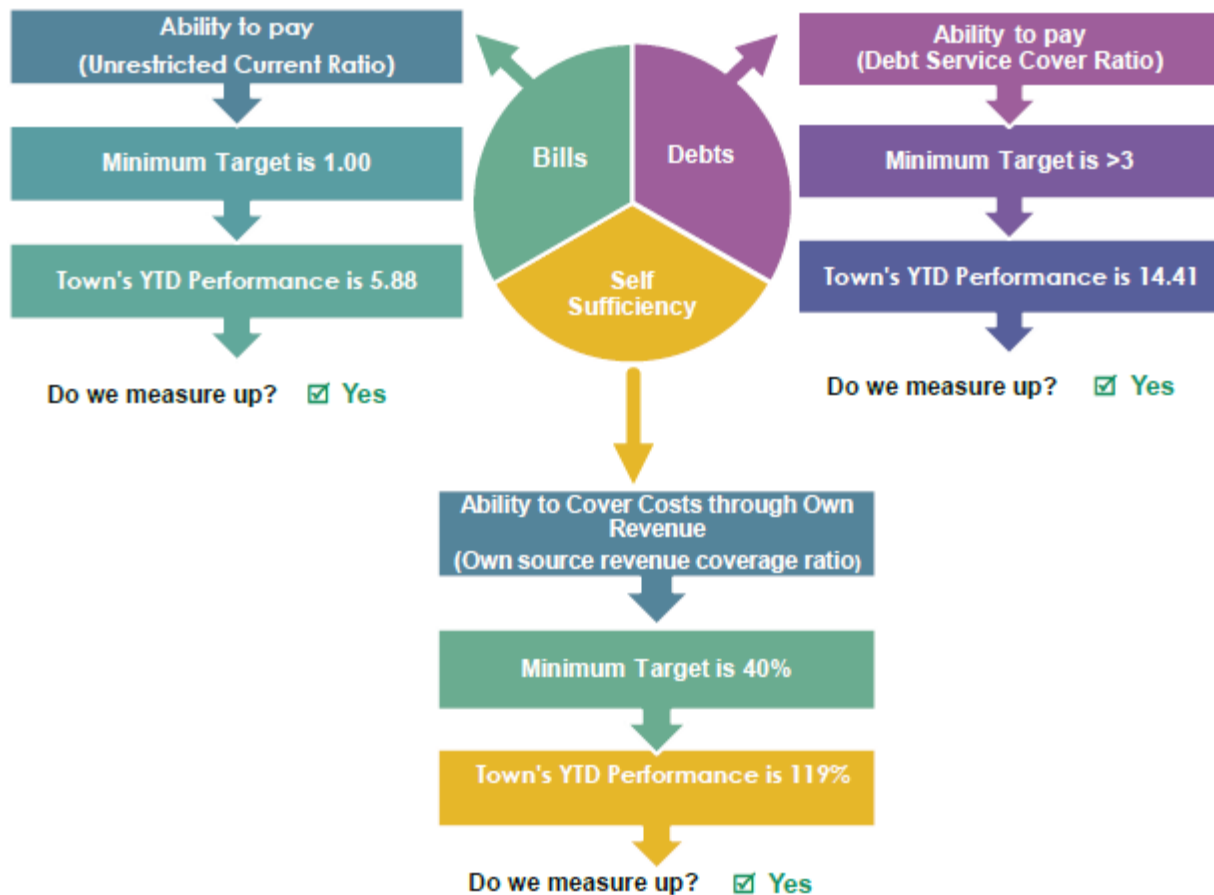 Ability to pay
(Unrestricted Current Ratio)
Minimum Target is 1.00
Town's YTD Performance is 5.88
Do we measure up? ☑ Yes
Bills
Debts
Self
Sufficiency
Ability to pay
(Debt Service Cover Ratio)
Minimum Target is >3
Town's YTD Performance is 14.41
Do we measure up? ☑ Yes
Ability to Cover Costs through Own
Revenue
(Own source revenue coverage ratio)
Minimum Target is 40%
Town's YTD Performance is 119%
Do we measure up? ☑ Yes